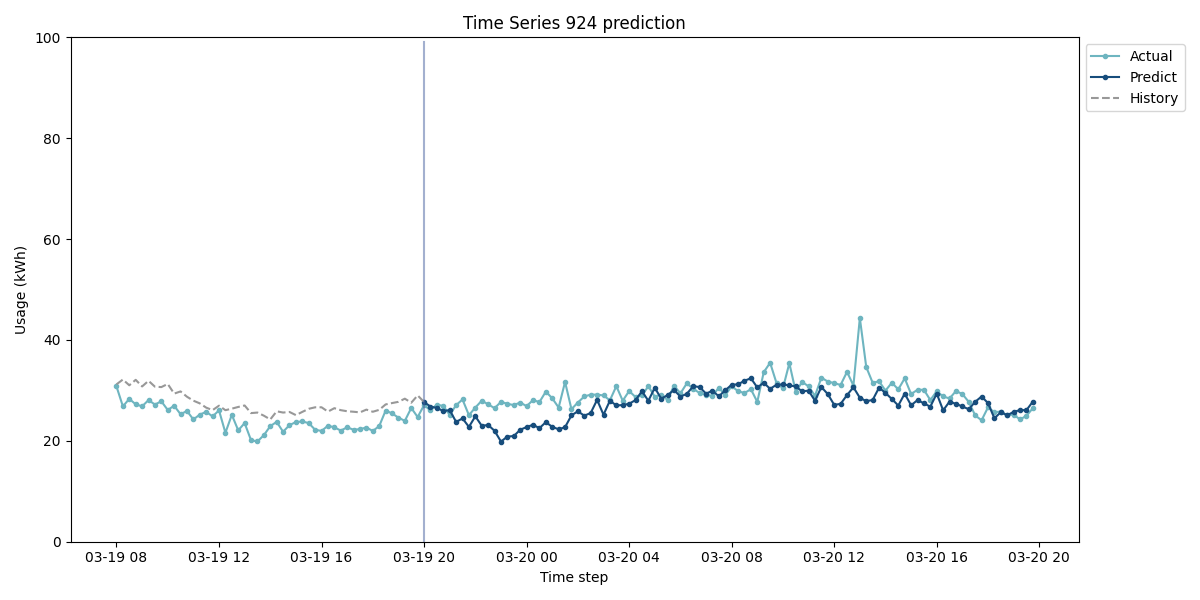 Time Series 924 prediction
100
80
60
40
20
0
Usage (kWh)
03-19 08
03-19 12
03-19 16
03-19 20
03-20 00
03-20 04
03-20 08
03-20 12
03-20 16
03-20 20
Time step
Actual
Predict
History